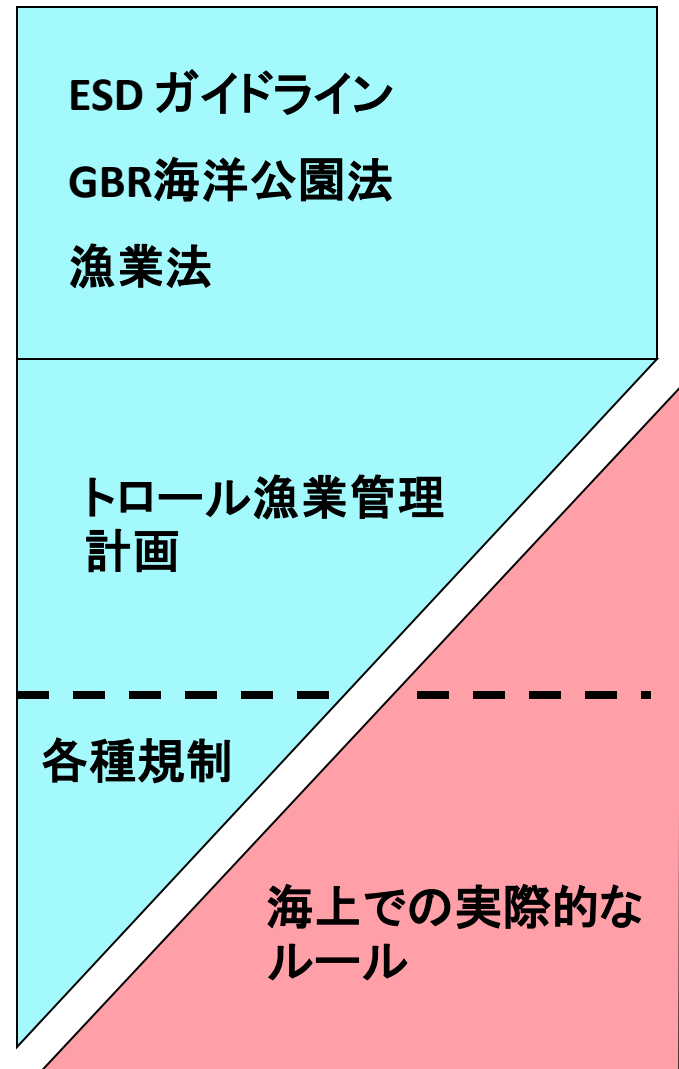 ESD ガイドライン
GBR海洋公園法
漁業法
トロール漁業管理
計画
各種規制
海上での実際的な
ルール